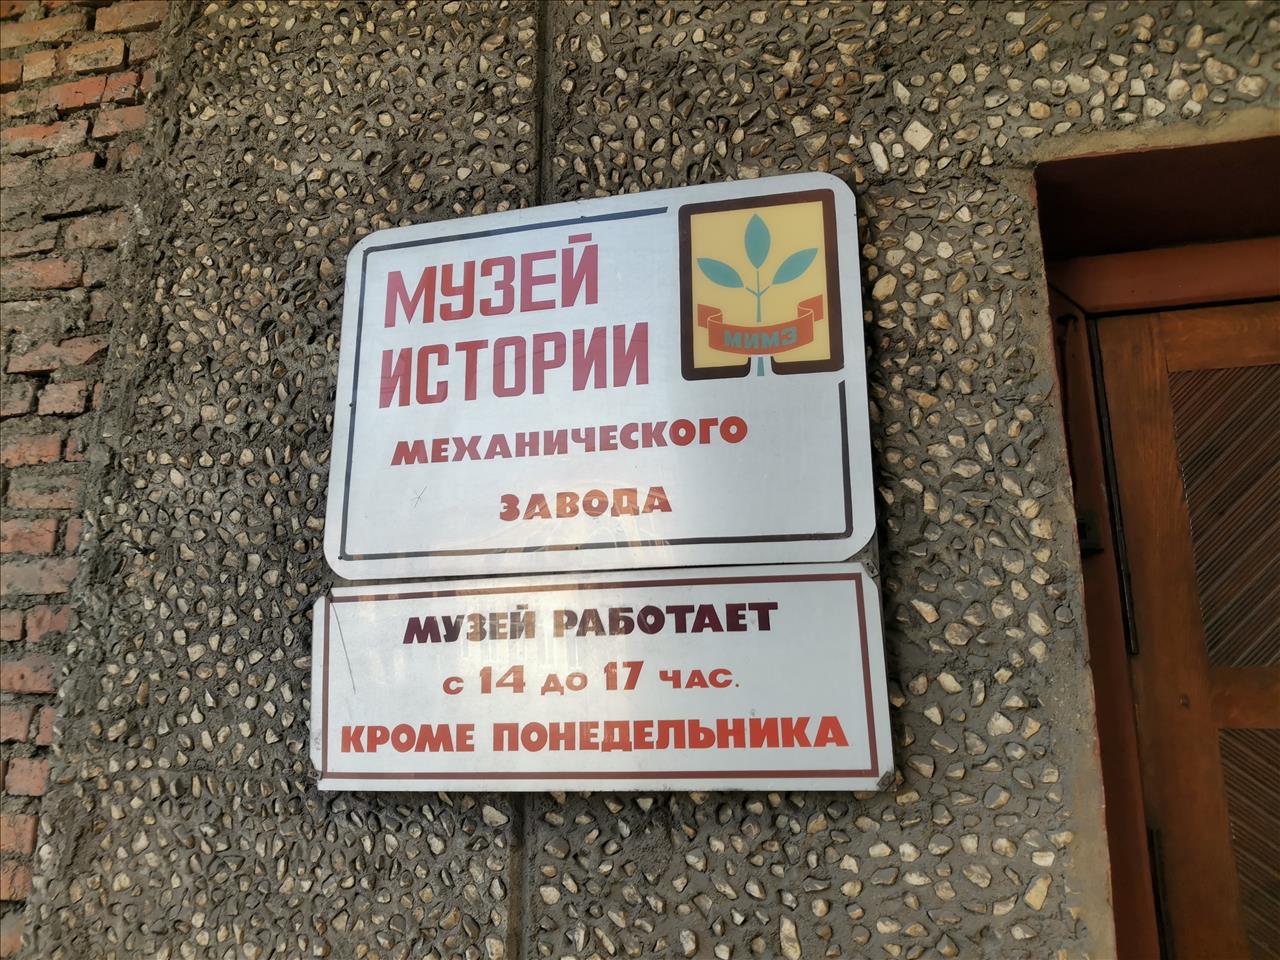 МУЗЕЙ
ИСТОРИИ
МИМЗ
МЕХАНИЧЕСКОГО
ЗАВОДА
МУЗЕЙ РАБОТАЕТ
С 14 ДО 17 ЧАС.
КРОМЕ ПОНЕДЕЛЬНИКА